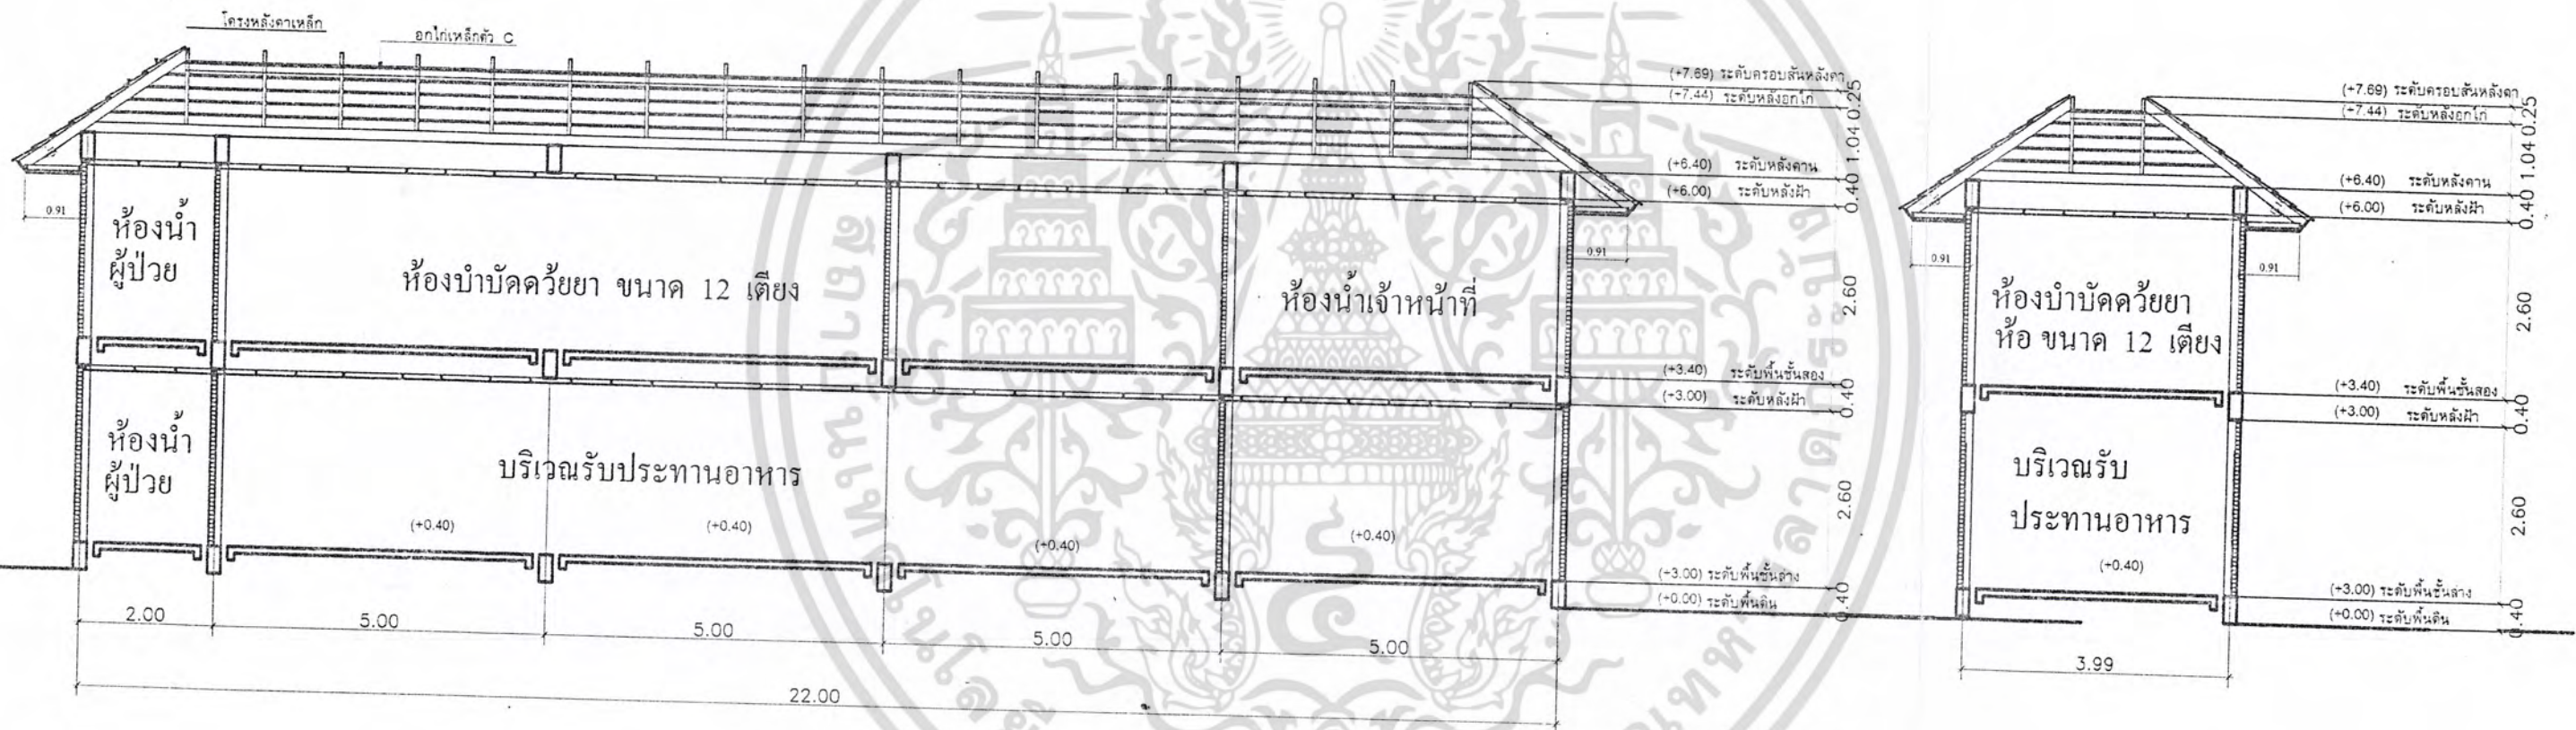 โครงหลังคาเหล็ก
อกไก่เหล็กตัว C
(+7.69) ระดับครอบสันหลังคา
(+7.44) ระดับหลังอกไก่
0.25
1.04
(+6.40) ระดับหลังคาน
(+6.00) ระดับหลังฝ้า
0.40
0.91
0.91
ห้องน้ำ
ผู้ป่วย
ห้องบำบัดคว้ยยา ขนาด 12 เตียง
ห้องน้ำเจ้าหน้าที่
2.60
(+3.40) ระดับพื้นชั้นสอง
(+3.00) ระดับหลังฝ้า
0.40
ห้องน้ำ
ผู้ป่วย
บริเวณรับประทานอาหาร
2.60
(+0.40)
(+0.40)
(+0.40)
(+0.40)
(+3.00) ระดับพื้นชั้นล่าง
(+0.00) ระดับพื้นดิน
0.40
2.00
5.00
5.00
5.00
5.00
22.00
(+7.69) ระดับครอบสันหลังคา
(+7.44) ระดับหลังอกไก่
0.25
1.04
(+6.40) ระดับหลังคาน
(+6.00) ระดับหลังฝ้า
0.40
0.91
0.91
ห้องบำบัดคว้ยยา
ห้อ ขนาด 12 เตียง
2.60
(+3.40) ระดับพื้นชั้นสอง
(+3.00) ระดับหลังฝ้า
0.40
บริเวณรับ
ประทานอาหาร
2.60
(+0.40)
(+3.00) ระดับพื้นชั้นล่าง
(+0.00) ระดับพื้นดิน
0.40
3.99